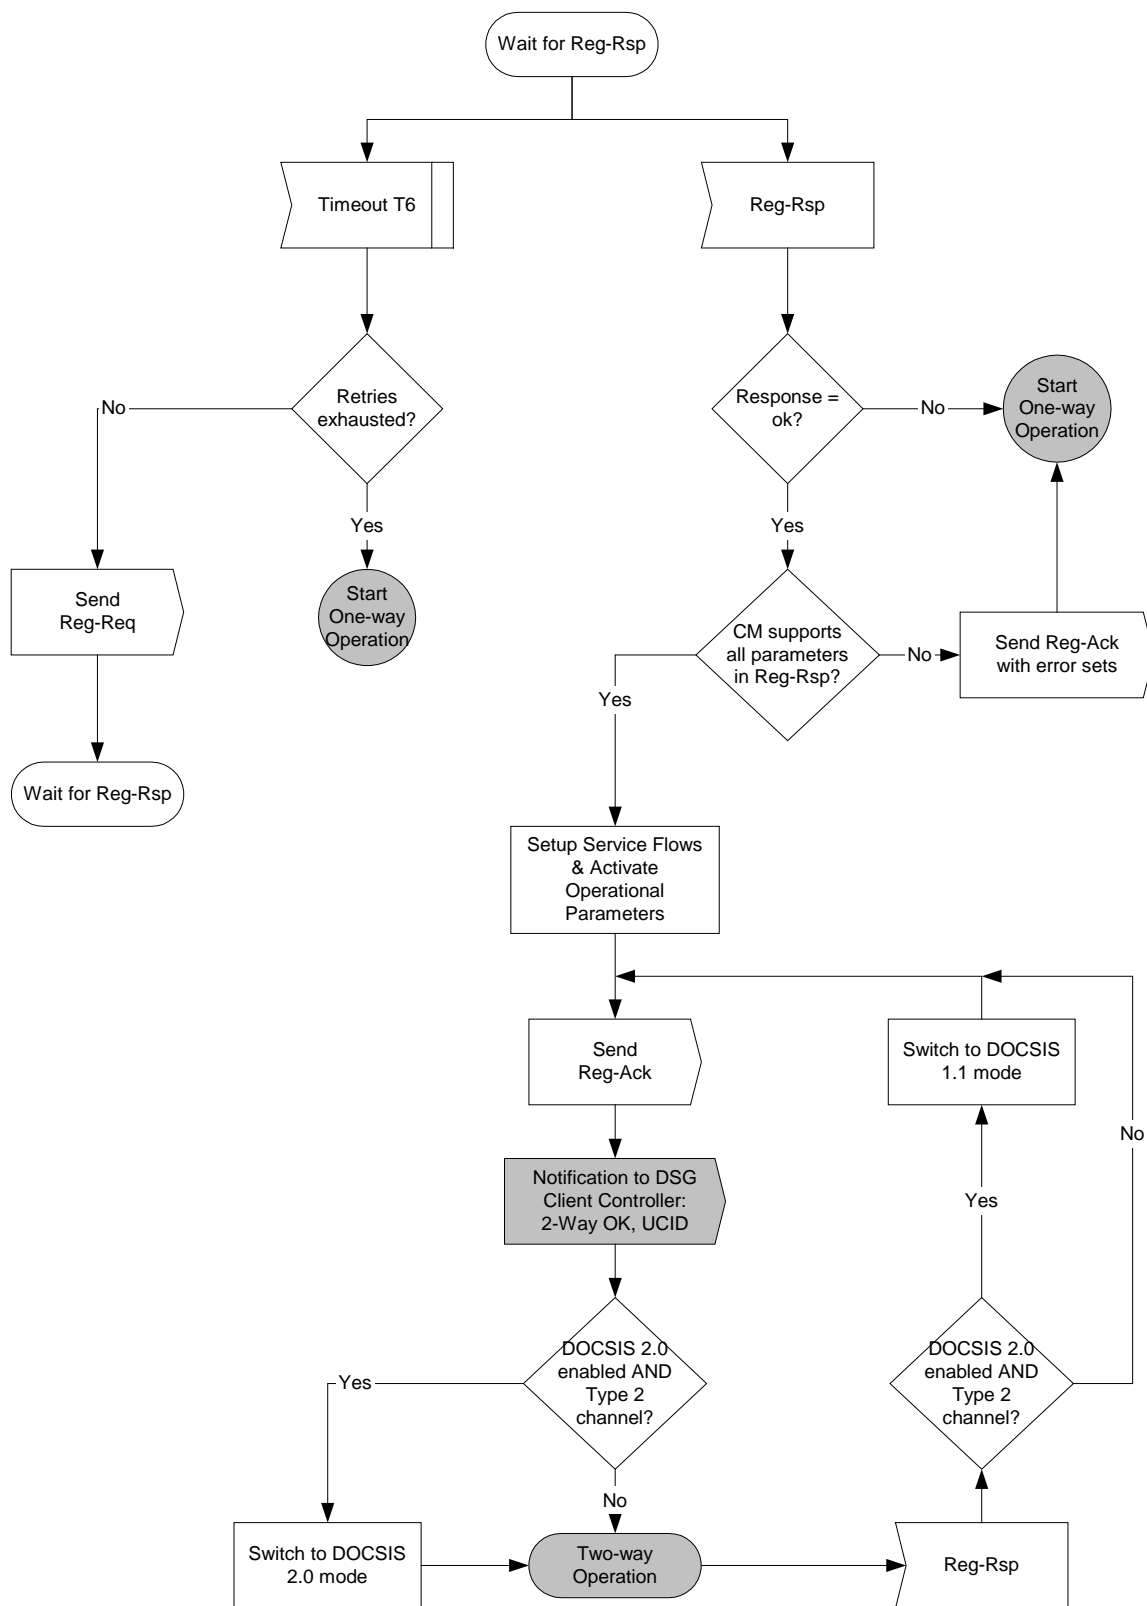 Wait for Reg-Rsp
Timeout T6
Reg-Rsp
Retries
exhausted?
No
Yes
Response =
ok?
No
Start
One-way
Operation
Yes
Send
Reg-Req
Start
One-way
Operation
CM supports
all parameters
in Reg-Rsp?
No
Send Reg-Ack
with error sets
Yes
Wait for Reg-Rsp
Setup Service Flows
& Activate
Operational
Parameters
Send
Reg-Ack
Switch to DOCSIS
1.1 mode
No
Notification to DSG
Client Controller:
2-Way OK, UCID
Yes
DOCSIS 2.0
enabled AND
Type 2
channel?
Yes
DOCSIS 2.0
enabled AND
Type 2
channel?
No
Switch to DOCSIS
2.0 mode
Two-way
Operation
Reg-Rsp